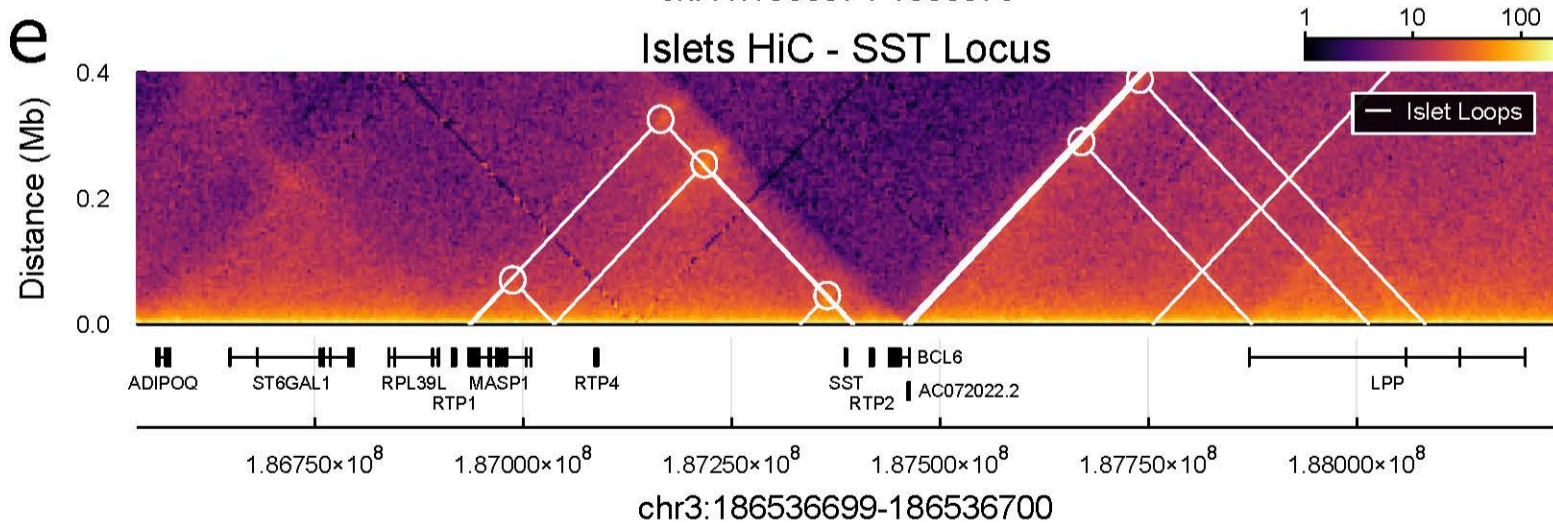 e
Islets HiC - SST Locus
1 10 100
Distance (Mb)
0.4
0.2
0.0
Islet Loops
ADIPOQ ST6GAL1 RPL39L MASP1 RTP4 SST BCL6 LPP
RTP1 RTP2 AC072022.2
1.86750×10⁸ 1.87000×10⁸ 1.87250×10⁸ 1.87500×10⁸ 1.87750×10⁸ 1.88000×10⁸
chr3:186536699-186536700